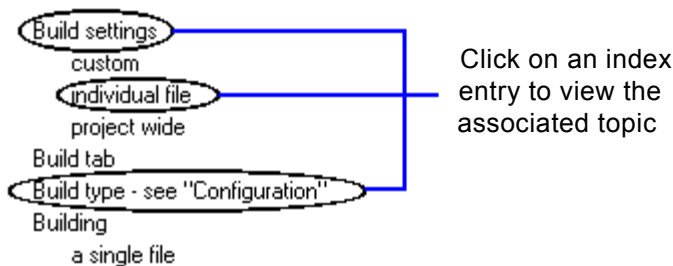 Build settings
custom
individual file
project wide
Build tab
Build type - see "Configuration"
Building
a single file
Click on an index
entry to view the
associated topic